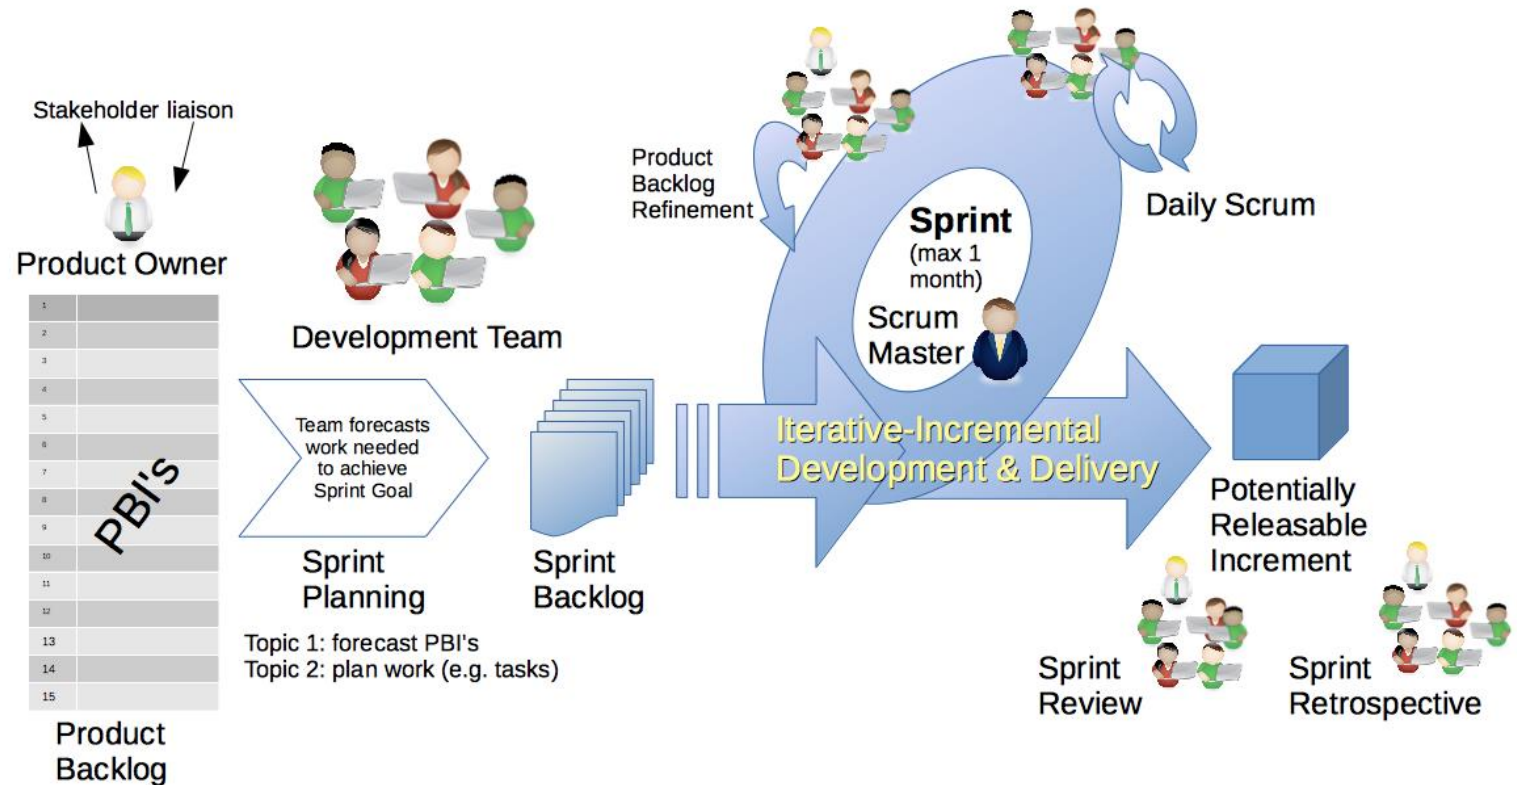 Stakeholder liaison
Product Owner
1
2
3
4
5
6
7
8
9
10
11
12
13
14
15
PBI's
Product
Backlog
Development Team
Team forecasts
work needed
to achieve
Sprint Goal
Sprint
Planning
Topic 1: forecast PBI's
Topic 2: plan work (e.g. tasks)
Sprint
Backlog
Product
Backlog
Refinement
Sprint
(max 1
month)
Scrum
Master
Daily Scrum
Iterative-Incremental
Development & Delivery
Potentially
Releasable
Increment
Sprint
Review
Sprint
Retrospective